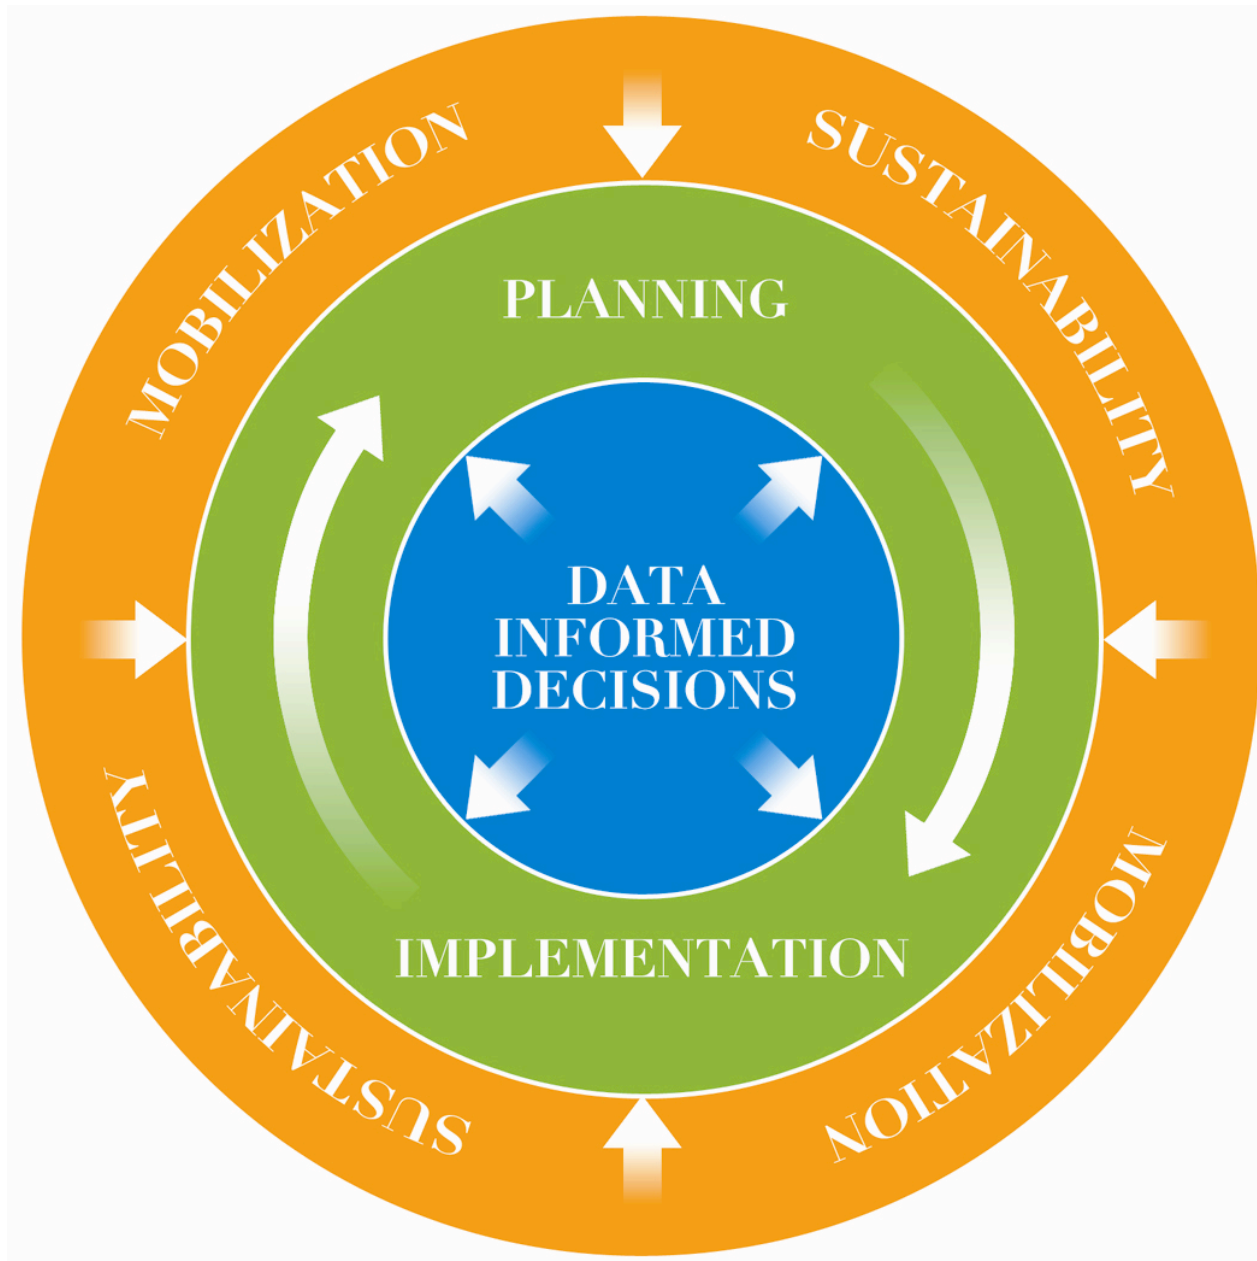 MOBILIZATION
SUSTAINABILITY
PLANNING
DATA
INFORMED
DECISIONS
IMPLEMENTATION
SUSTAINABILITY
MOBILIZATION